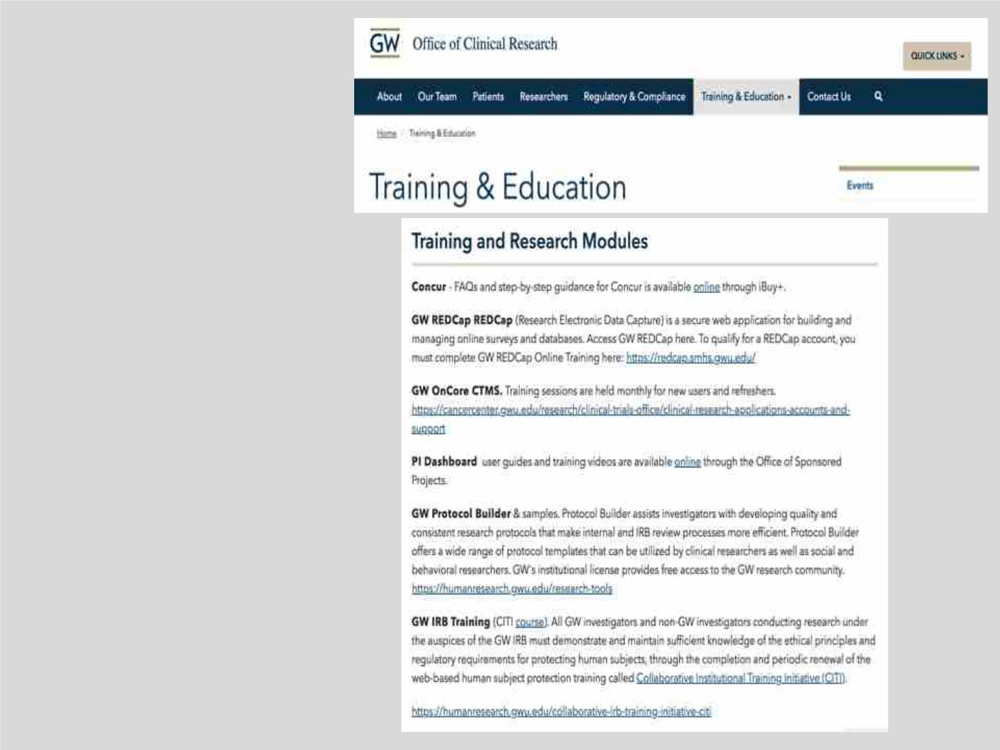 GW Office of Clinical Research
QUICK LINKS
About Our Team Patients Researchers Regulatory & Compliance Training & Education Contact Us
Home / Training & Education
Training & Education
Events
Training and Research Modules
Concur - FAQs and step-by-step guidance for Concur is available online through iBuy+.
GW REDCap REDCap (Research Electronic Data Capture) is a secure web application for building and
managing online surveys and databases. Access GW REDCap here. To qualify for a REDCap account, you
must complete GW REDCap Online Training here: https://redcap.smhs.gwu.edu/
GW OnCore CTMS. Training sessions are held monthly for new users and refreshers.
https://cancercenter.gwu.edu/research/clinical-trials-office/clinical-research-applications-accounts-and-
support
PI Dashboard user guides and training videos are available online through the Office of Sponsored
Projects.
GW Protocol Builder & samples. Protocol Builder assists investigators with developing quality and
consistent research protocols that make internal and IRB review processes more efficient. Protocol Builder
offers a wide range of protocol templates that can be utilized by clinical researchers as well as social and
behavioral researchers. GW's institutional license provides free access to the GW research community.
https://humanresearch.gwu.edu/research-tools
GW IRB Training (CITI course). All GW investigators and non-GW investigators conducting research under
the auspices of the GW IRB must demonstrate and maintain sufficient knowledge of the ethical principles and
regulatory requirements for protecting human subjects, through the completion and periodic renewal of the
web-based human subject protection training called Collaborative Institutional Training Initiative (CITI).
https://humanresearch.gwu.edu/collaborative-irb-training-initiative-citi